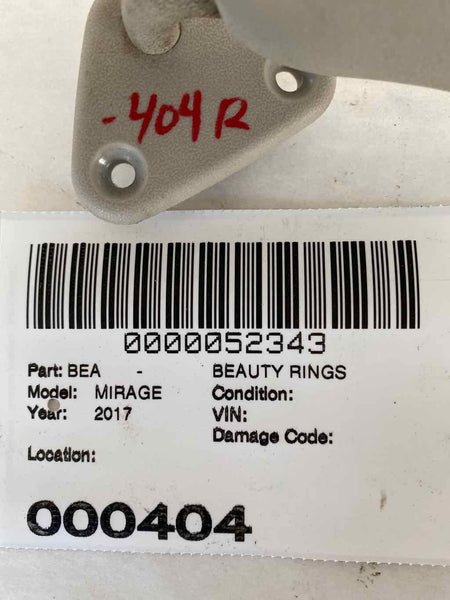 -404R
0000052343
Part: BEA - BEAUTY RINGS
Model: MIRAGE Condition:
Year: 2017 VIN:
Damage Code:
Location:
000404